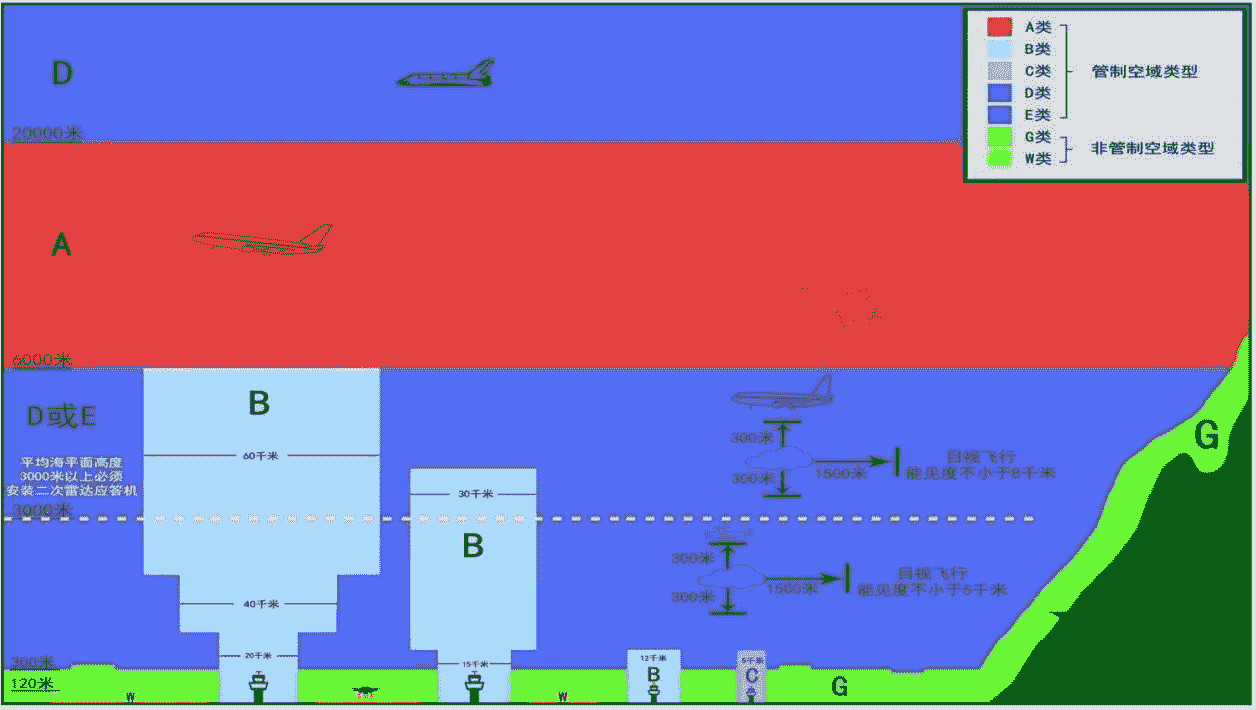 A类
B类
C类
D类
E类
G类
W类
管制空域类型
非管制空域类型
D
20000米
A
6000米
D或E
平均海平面高度
3000米以上必须
安装二次雷达应答机
3000米
B
60千米
40千米
20千米
30千米
B
15千米
300米
300米
1500米
目视飞行
能见度不小于8千米
300米
300米
1500米
目视飞行
能见度不小于5千米
G
300米
120米
W
W
12千米
B
C
G